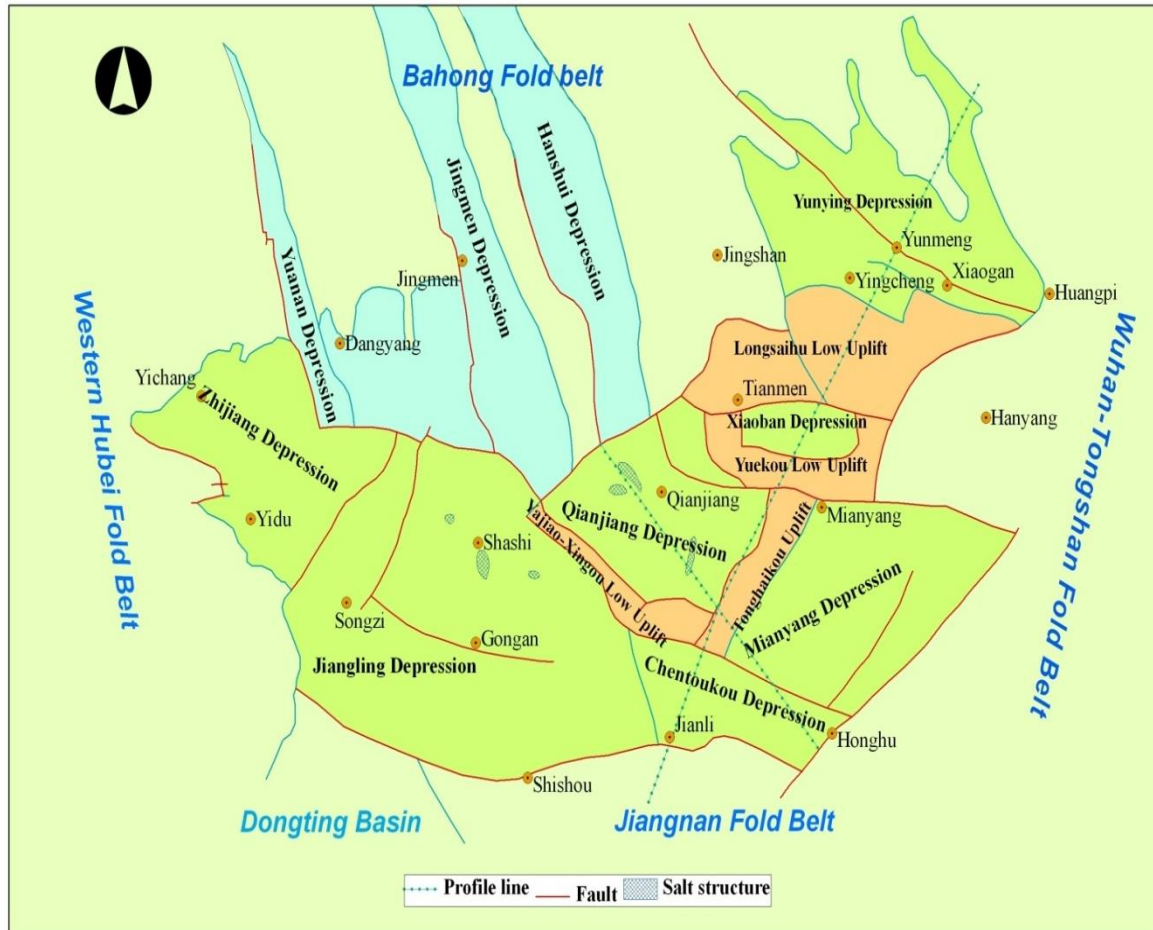 Bahong Fold belt
Hanshui Depression
Jingmen Depression
Yuanan Depression
Yunying Depression
Yunmeng
Jingshan
Jingmen
Yingcheng
Xiaogan
Huangpi
Dangyang
Longsaihu Low Uplift
Yichang
Zhijiang Depression
Tianmen
Xiaoban Depression
Hanyang
Western Hubei Fold Belt
Wuhan-Tongshan Fold Belt
Yuekou Low Uplift
Qianjiang
Mianyang
Yidu
Qianjiang Depression
Yajiao-Xingou Low Uplift
Tonghaikou Uplift
Shashi
Songzi
Gongan
Mianyang Depression
Jiangling Depression
Chentoukou Depression
Jianli
Honghu
Shishou
Dongting Basin
Jiangnan Fold Belt
Profile line
Fault
Salt structure